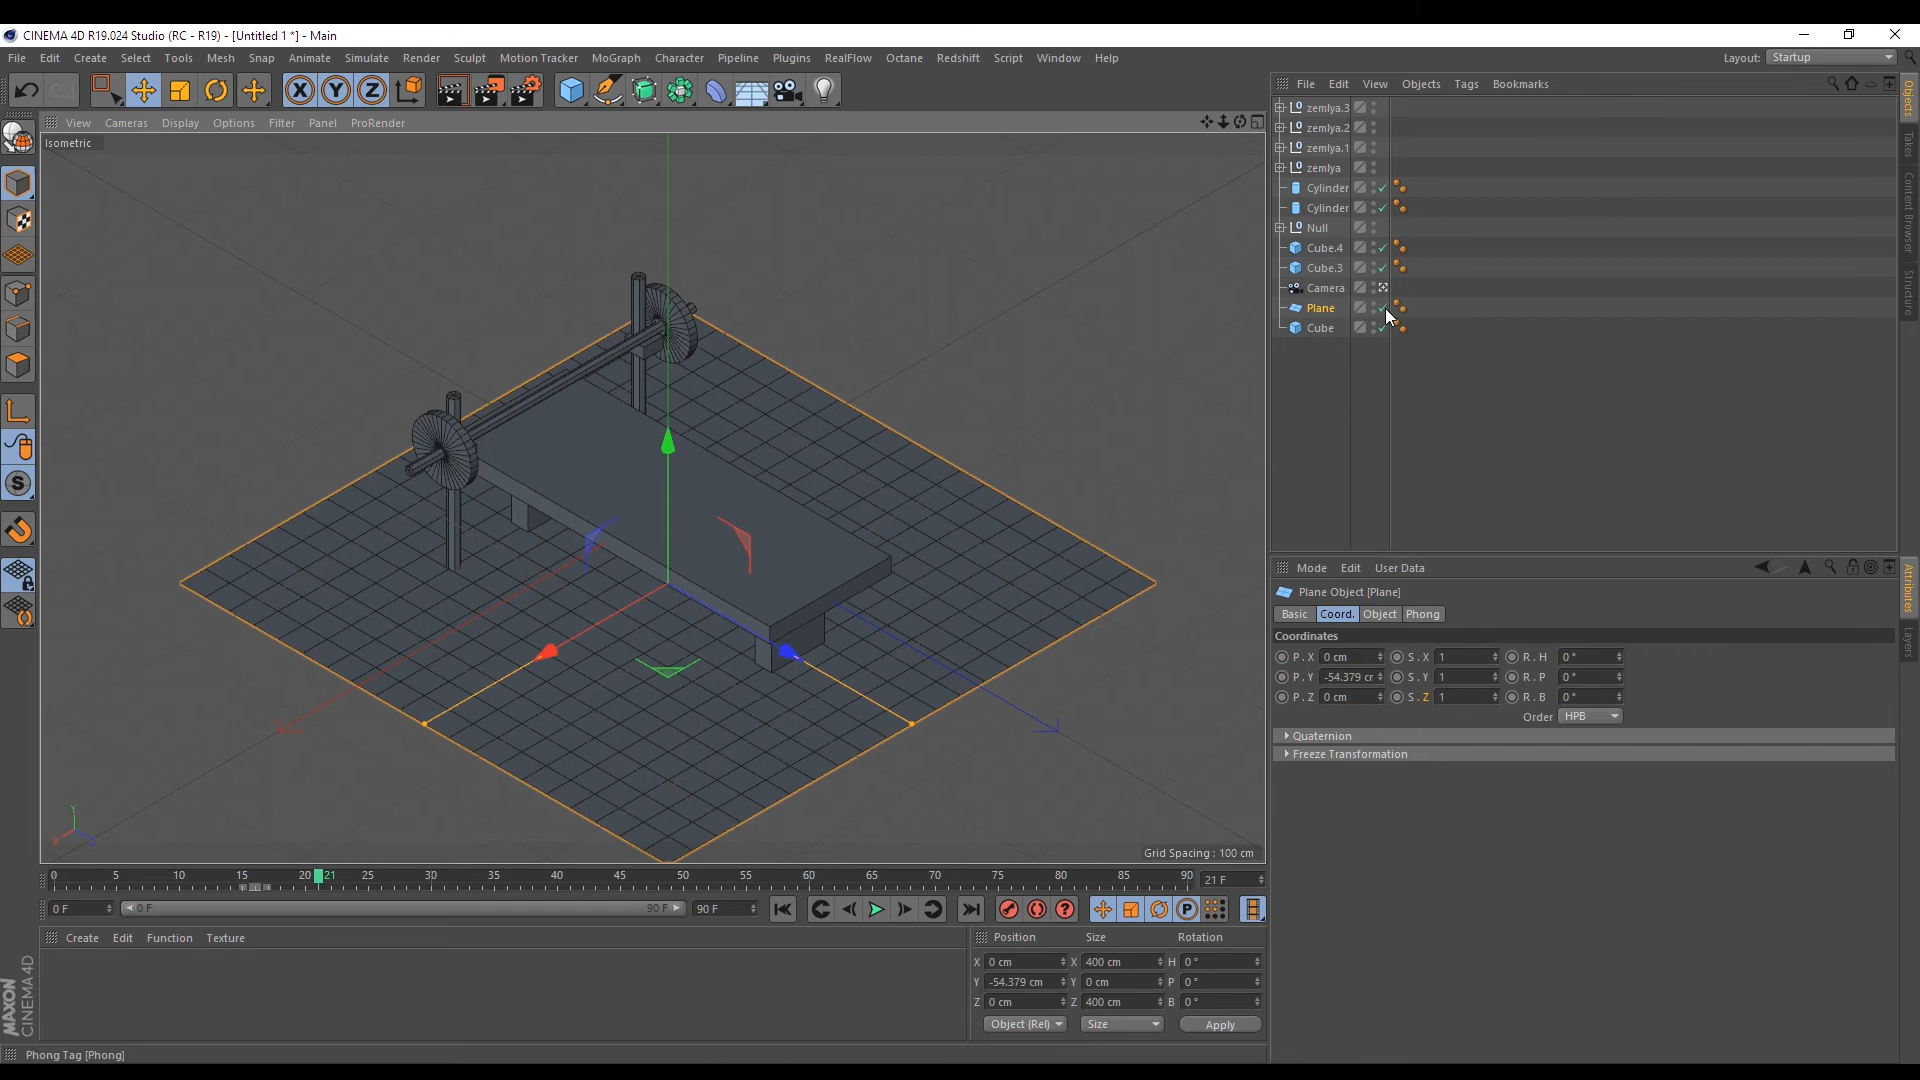 CINEMA 4D R19.024 Studio (RC - R19) - [Untitled 1 *] - Main
File Edit Create Select Tools Mesh Snap Animate Simulate Render Sculpt Motion Tracker MoGraph Character Pipeline Plugins RealFlow Octane Redshift Script Window Help Layout: Startup
File Edit View Objects Tags Bookmarks
View Cameras Display Options Filter Panel ProRender
Isometric
zemlya.3
zemlya.2
zemlya.1
zemlya
Cylinder
Cylinder
Null
Cube.4
Cube.3
Camera
Plane
Cube
Objects
Takes
Content Browser
Structure
Mode Edit User Data
Plane Object [Plane]
Basic Coord. Object Phong
Coordinates
P . X 0 cm S . X 1 R . H 0 °
P . Y -54.379 cr S . Y 1 R . P 0 °
P . Z 0 cm S . Z 1 R . B 0 °
Order HPB
Quaternion
Freeze Transformation
Attributes
Layers
X Y Z
Y
Grid Spacing : 100 cm
0 5 10 15 20 21 25 30 35 40 45 50 55 60 65 70 75 80 85 90 21 F
0 F 0 F 90 F 90 F
Create Edit Function Texture
Position Size Rotation
X 0 cm X 400 cm H 0 °
Y -54.379 cm Y 0 cm P 0 °
Z 0 cm Z 400 cm B 0 °
Object (Rel) Size Apply
MAXON
CINEMA 4D
Phong Tag [Phong]